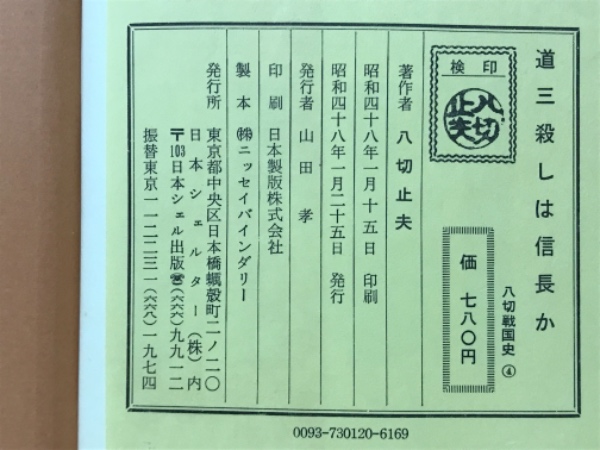 道三殺しは信長か
八切戦国史④
価 七八〇円
検印
八切止夫
著作者 八切止夫
昭和四十八年一月十五日 印刷
昭和四十八年一月二十五日 発行
発行者 山田孝
印刷 日本製版株式会社
製本 ㈱ニッセイバインダリー
発行所 東京都中央区日本橋蠣殻町二ノ二〇
日本シェルター(株)内
〒103 日本シェル出版☎(六六六)九九一二
振替東京一一二二三一(六六八)一九七四
0093-730120-6169